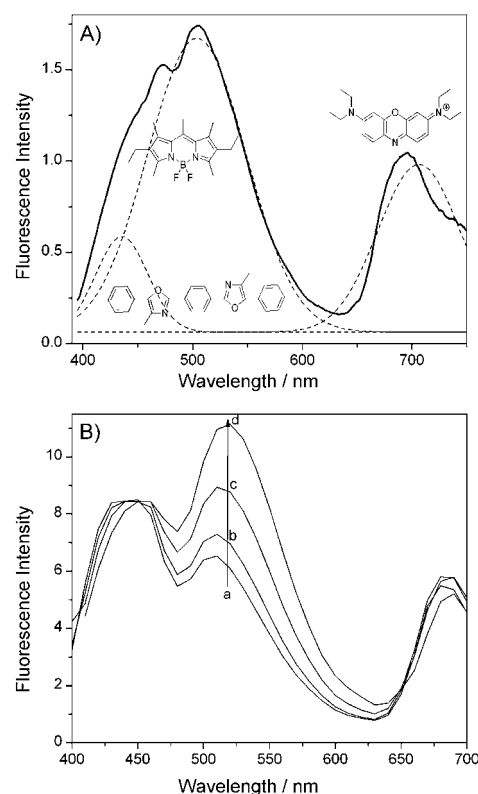 A)
Fluorescence Intensity
1.5
1.0
0.5
0.0
N
O
N
⊕
N
N
N
B
F
F
O
N
N
O
400
500
600
700
Wavelength / nm
B)
Fluorescence Intensity
10
8
6
4
2
0
d
c
b
a
400
450
500
550
600
650
700
Wavelength / nm